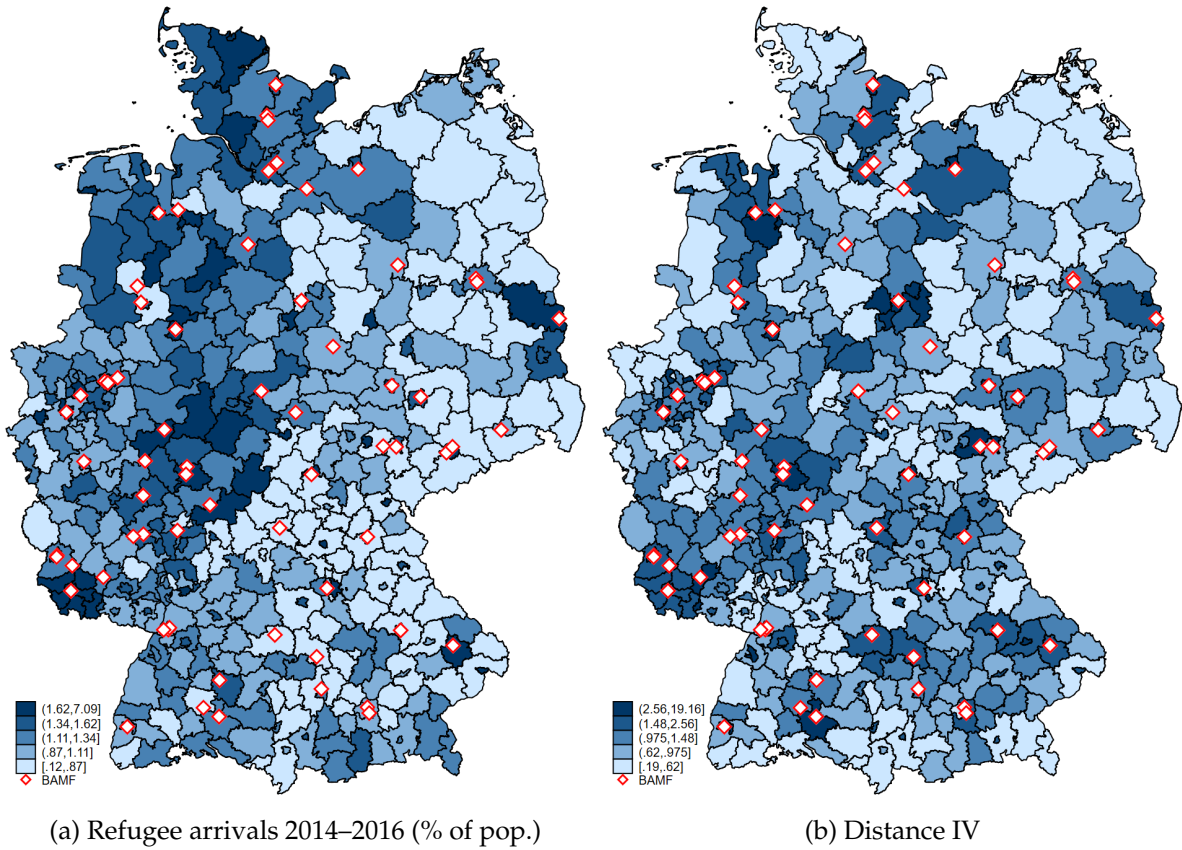 (1.62,7.09]
(1.34,1.62]
(1.11,1.34]
(.87,1.11]
[.12,.87]
BAMF
(2.56,19.16]
(1.48,2.56]
(.975,1.48]
(.62,.975]
[.19,.62]
BAMF
(a) Refugee arrivals 2014–2016 (% of pop.)
(b) Distance IV